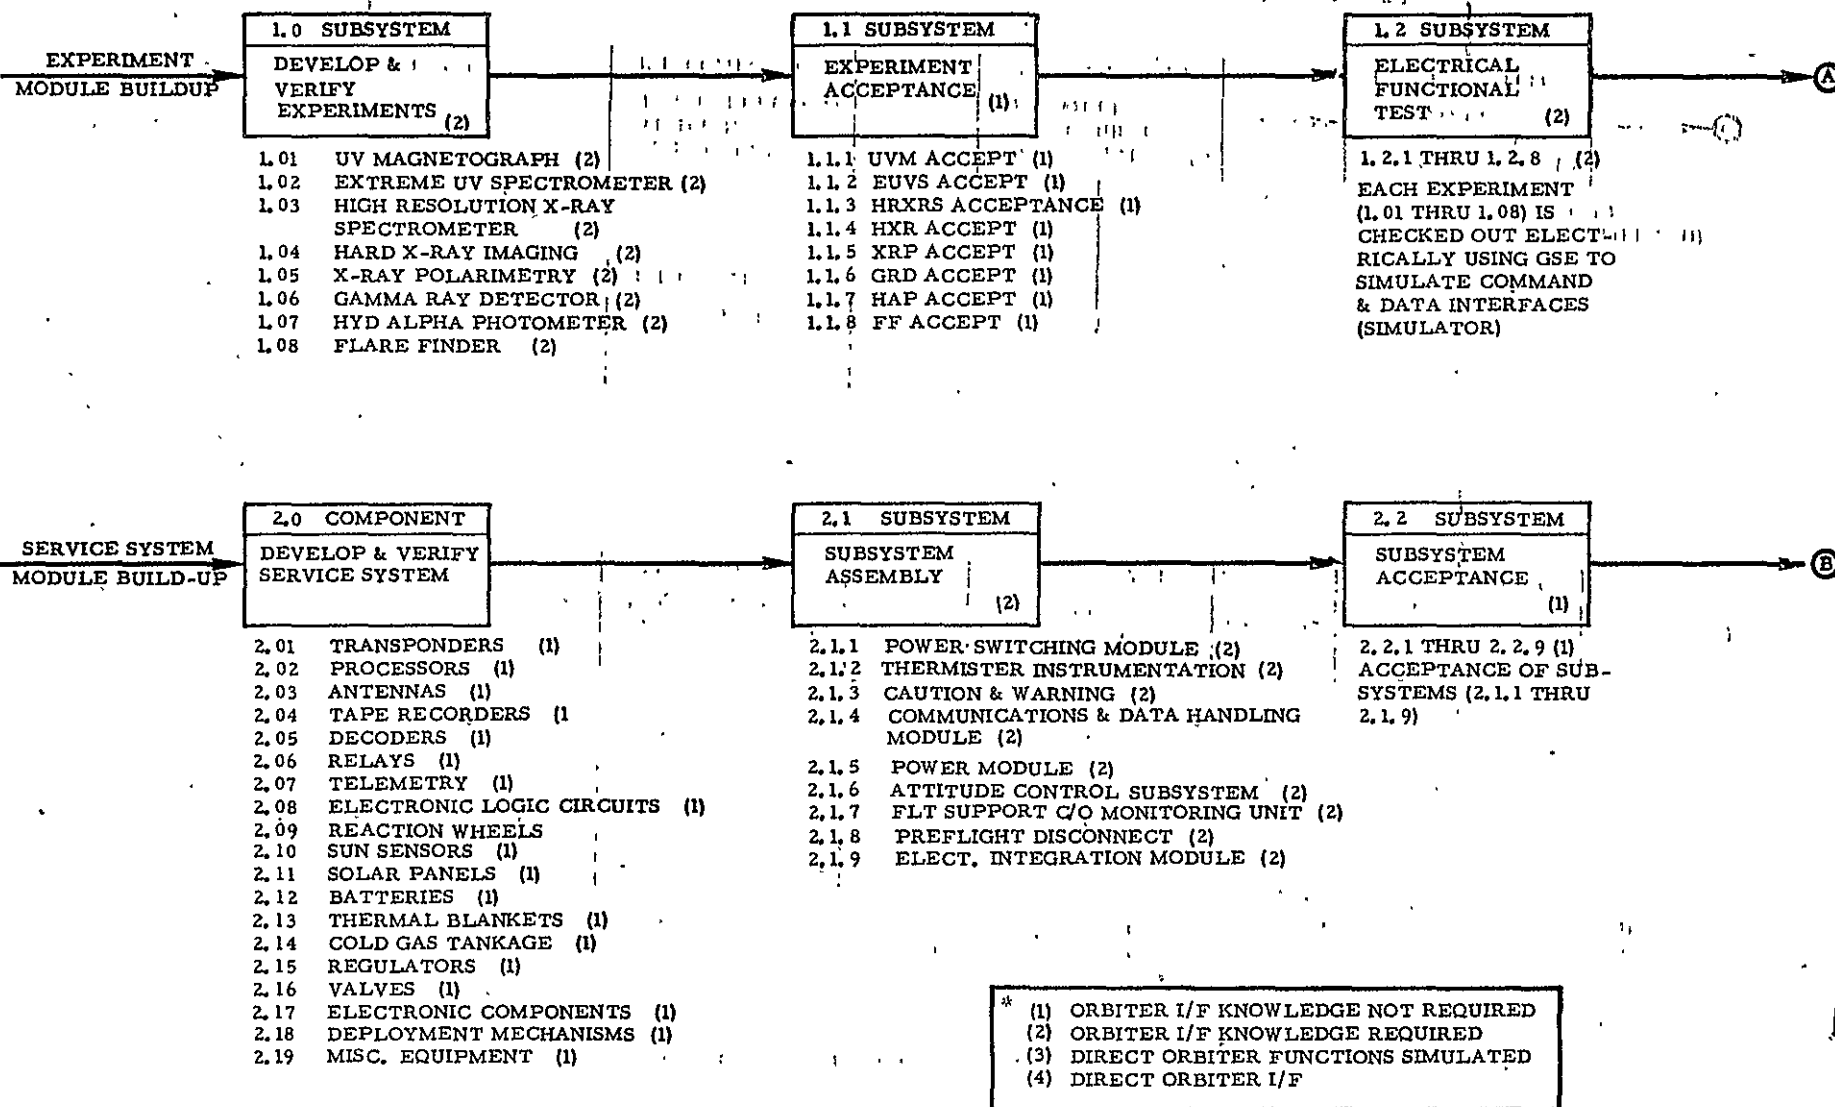 EXPERIMENT
MODULE BUILDUP
1.0 SUBSYSTEM
DEVELOP &
VERIFY
EXPERIMENTS (2)
1.01 UV MAGNETOGRAPH (2)
1.02 EXTREME UV SPECTROMETER (2)
1.03 HIGH RESOLUTION X-RAY
SPECTROMETER (2)
1.04 HARD X-RAY IMAGING (2)
1.05 X-RAY POLARIMETRY (2)
1.06 GAMMA RAY DETECTOR (2)
1.07 HYD ALPHA PHOTOMETER (2)
1.08 FLARE FINDER (2)
1.1 SUBSYSTEM
EXPERIMENT
ACCEPTANCE (1)
1.1.1 UVM ACCEPT (1)
1.1.2 EUVS ACCEPT (1)
1.1.3 HRXRS ACCEPTANCE (1)
1.1.4 HXR ACCEPT (1)
1.1.5 XRP ACCEPT (1)
1.1.6 GRD ACCEPT (1)
1.1.7 HAP ACCEPT (1)
1.1.8 FF ACCEPT (1)
1.2 SUBSYSTEM
ELECTRICAL
FUNCTIONAL
TEST (2)
1.2.1 THRU 1.2.8 (2)
EACH EXPERIMENT
(1.01 THRU 1.08) IS
CHECKED OUT ELECT-
RICALLY USING GSE TO
SIMULATE COMMAND
& DATA INTERFACES
(SIMULATOR)
A
SERVICE SYSTEM
MODULE BUILD-UP
2.0 COMPONENT
DEVELOP & VERIFY
SERVICE SYSTEM
2.01 TRANSPONDERS (1)
2.02 PROCESSORS (1)
2.03 ANTENNAS (1)
2.04 TAPE RECORDERS (1
2.05 DECODERS (1)
2.06 RELAYS (1)
2.07 TELEMETRY (1)
2.08 ELECTRONIC LOGIC CIRCUITS (1)
2.09 REACTION WHEELS
2.10 SUN SENSORS (1)
2.11 SOLAR PANELS (1)
2.12 BATTERIES (1)
2.13 THERMAL BLANKETS (1)
2.14 COLD GAS TANKAGE (1)
2.15 REGULATORS (1)
2.16 VALVES (1)
2.17 ELECTRONIC COMPONENTS (1)
2.18 DEPLOYMENT MECHANISMS (1)
2.19 MISC. EQUIPMENT (1)
2.1 SUBSYSTEM
SUBSYSTEM
ASSEMBLY
(2)
2.1.1 POWER SWITCHING MODULE (2)
2.1.2 THERMISTER INSTRUMENTATION (2)
2.1.3 CAUTION & WARNING (2)
2.1.4 COMMUNICATIONS & DATA HANDLING
MODULE (2)
2.1.5 POWER MODULE (2)
2.1.6 ATTITUDE CONTROL SUBSYSTEM (2)
2.1.7 FLT SUPPORT C/O MONITORING UNIT (2)
2.1.8 PREFLIGHT DISCONNECT (2)
2.1.9 ELECT. INTEGRATION MODULE (2)
2.2 SUBSYSTEM
SUBSYSTEM
ACCEPTANCE
(1)
2.2.1 THRU 2.2.9 (1)
ACCEPTANCE OF SUB-
SYSTEMS (2.1.1 THRU
2.1.9)
B
* (1) ORBITER I/F KNOWLEDGE NOT REQUIRED
(2) ORBITER I/F KNOWLEDGE REQUIRED
(3) DIRECT ORBITER FUNCTIONS SIMULATED
(4) DIRECT ORBITER I/F